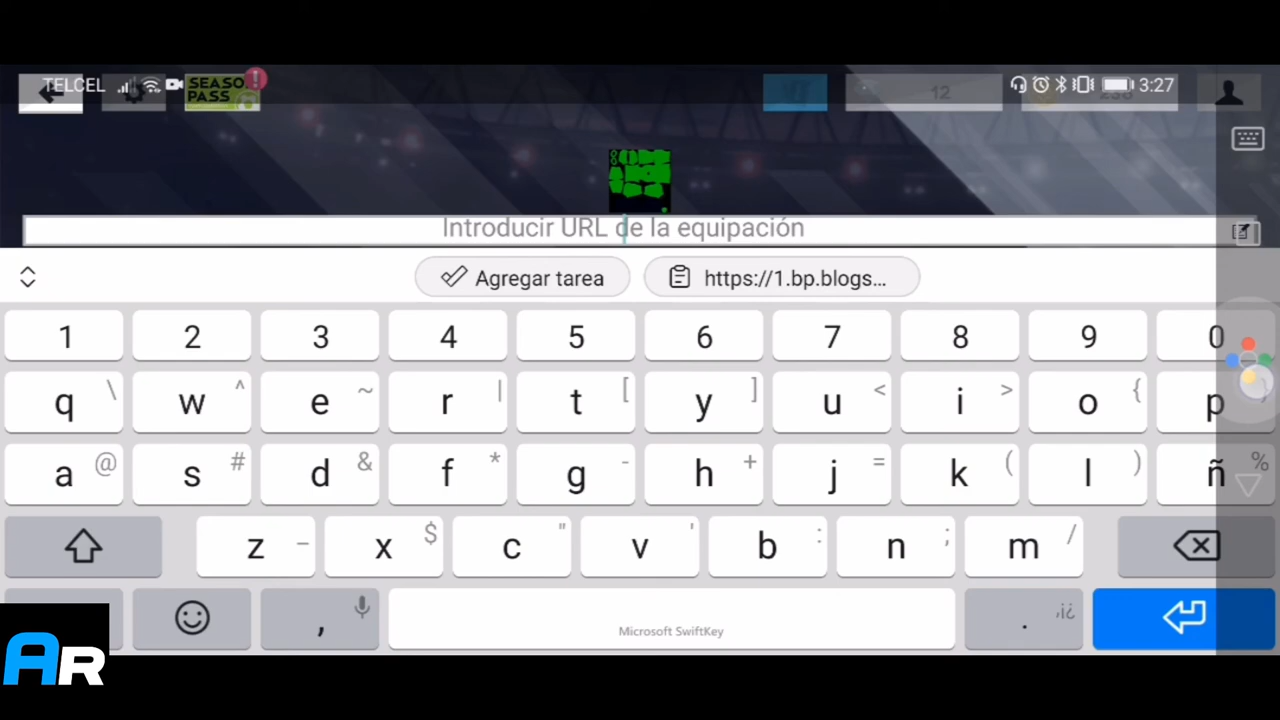 TELCEL 3:27
SEASO
PASS
!
12
Introducir URL de la equipación
Agregar tarea https://1.bp.blogs...
1 2 3 4 5 6 7 8 9 0
q \ w ^ e ~ r | t [ y ] u < i > o { p }
a @ s # d & f * g - h + j = k ( l ) ñ %
z _ x $ c " v ' b : n ; m /
, Microsoft SwiftKey . ,¡¿
AR